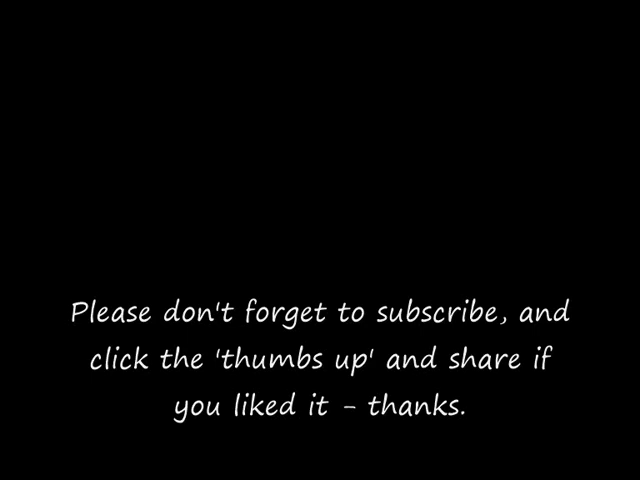 Please don't forget to subscribe, and
click the 'thumbs up' and share if
you liked it - thanks.